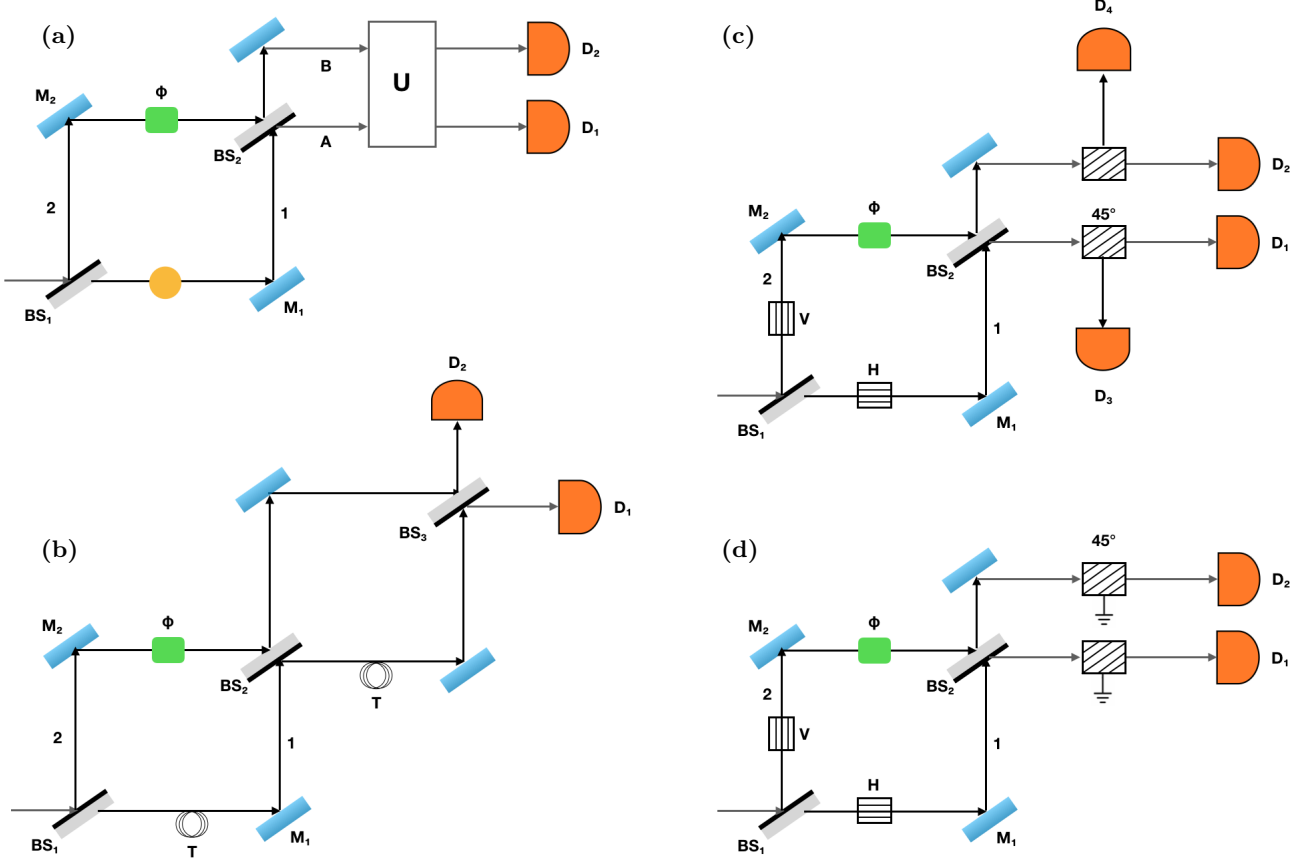 (a)
M₂
Φ
B
A
U
D₂
D₁
BS₂
2
1
BS₁
M₁
(b)
D₂
BS₃
D₁
M₂
Φ
BS₂
T
2
1
BS₁
T
M₁
(c)
D₄
D₂
M₂
Φ
45°
D₁
BS₂
2
V
1
H
D₃
BS₁
M₁
(d)
45°
D₂
M₂
Φ
D₁
BS₂
2
V
1
H
BS₁
M₁